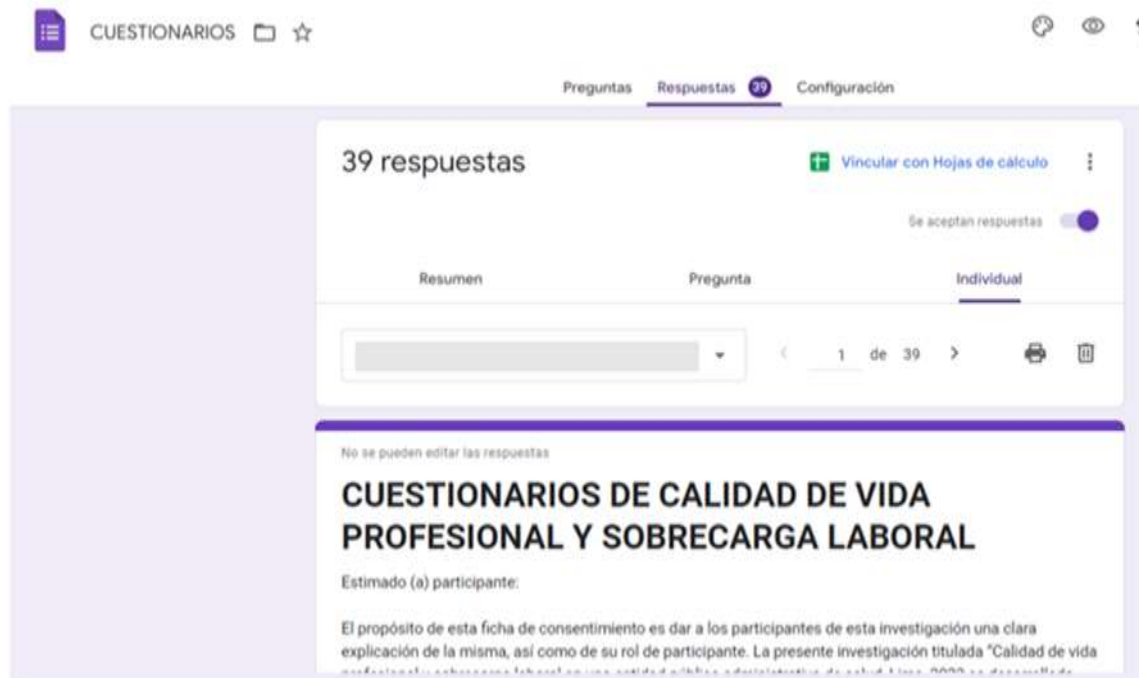 CUESTIONARIOS
Preguntas Respuestas 39 Configuración
39 respuestas
Vincular con Hojas de cálculo
Se aceptan respuestas
Resumen Pregunta Individual
1 de 39
No se pueden editar las respuestas
CUESTIONARIOS DE CALIDAD DE VIDA
PROFESIONAL Y SOBRECARGA LABORAL
Estimado (a) participante:
El propósito de esta ficha de consentimiento es dar a los participantes de esta investigación una clara
explicación de la misma, así como de su rol de participante. La presente investigación titulada "Calidad de vida